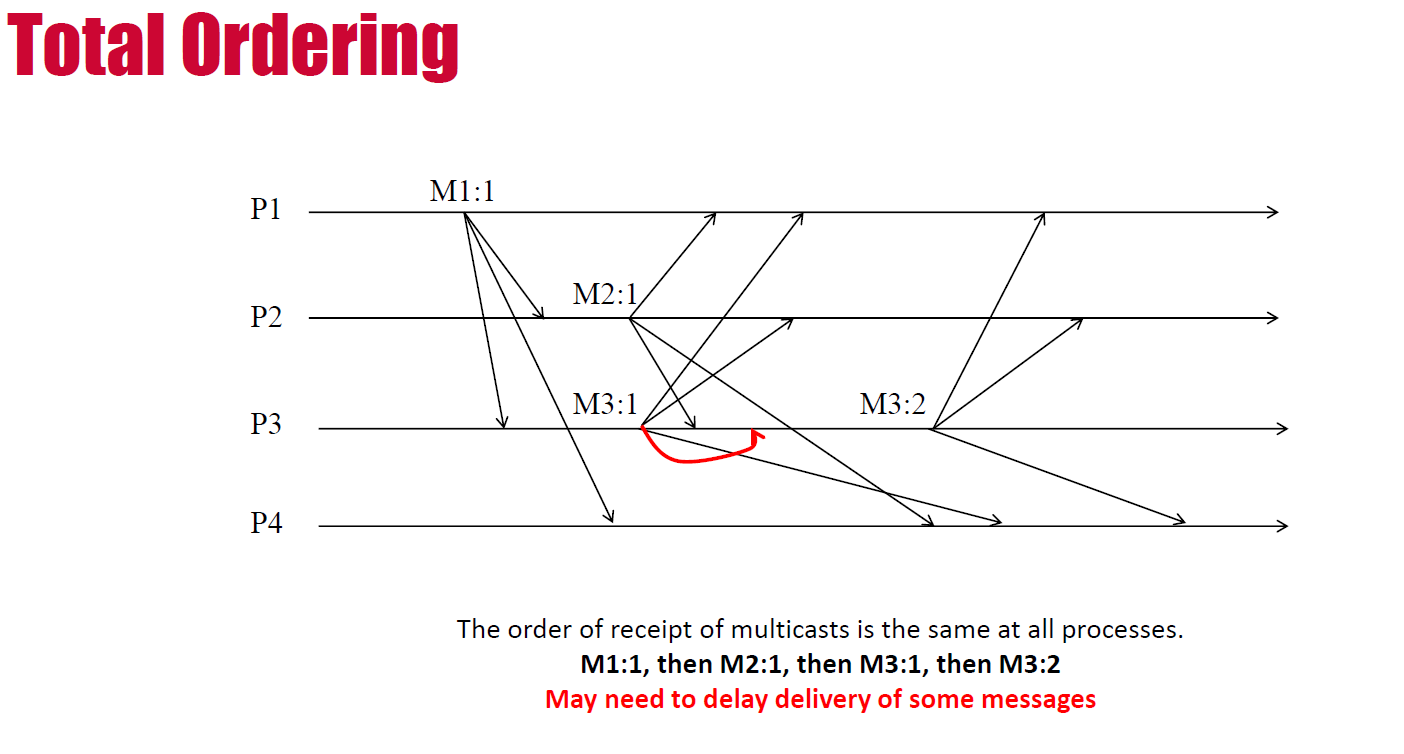 Total Ordering
M1:1
P1
M2:1
P2
M3:1
M3:2
P3
P4
The order of receipt of multicasts is the same at all processes.
M1:1, then M2:1, then M3:1, then M3:2
May need to delay delivery of some messages